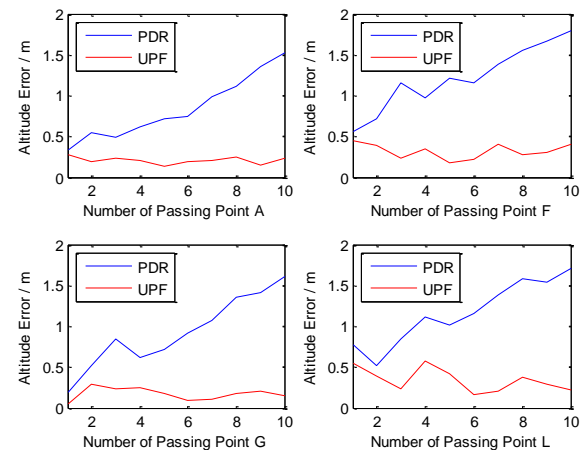 2
1.5
1
0.5
0
Altitude Error / m
PDR
UPF
2 4 6 8 10
Number of Passing Point A
2
1.5
1
0.5
0
Altitude Error / m
PDR
UPF
2 4 6 8 10
Number of Passing Point F
2
1.5
1
0.5
0
Altitude Error / m
PDR
UPF
2 4 6 8 10
Number of Passing Point G
2
1.5
1
0.5
0
Altitude Error / m
PDR
UPF
2 4 6 8 10
Number of Passing Point L